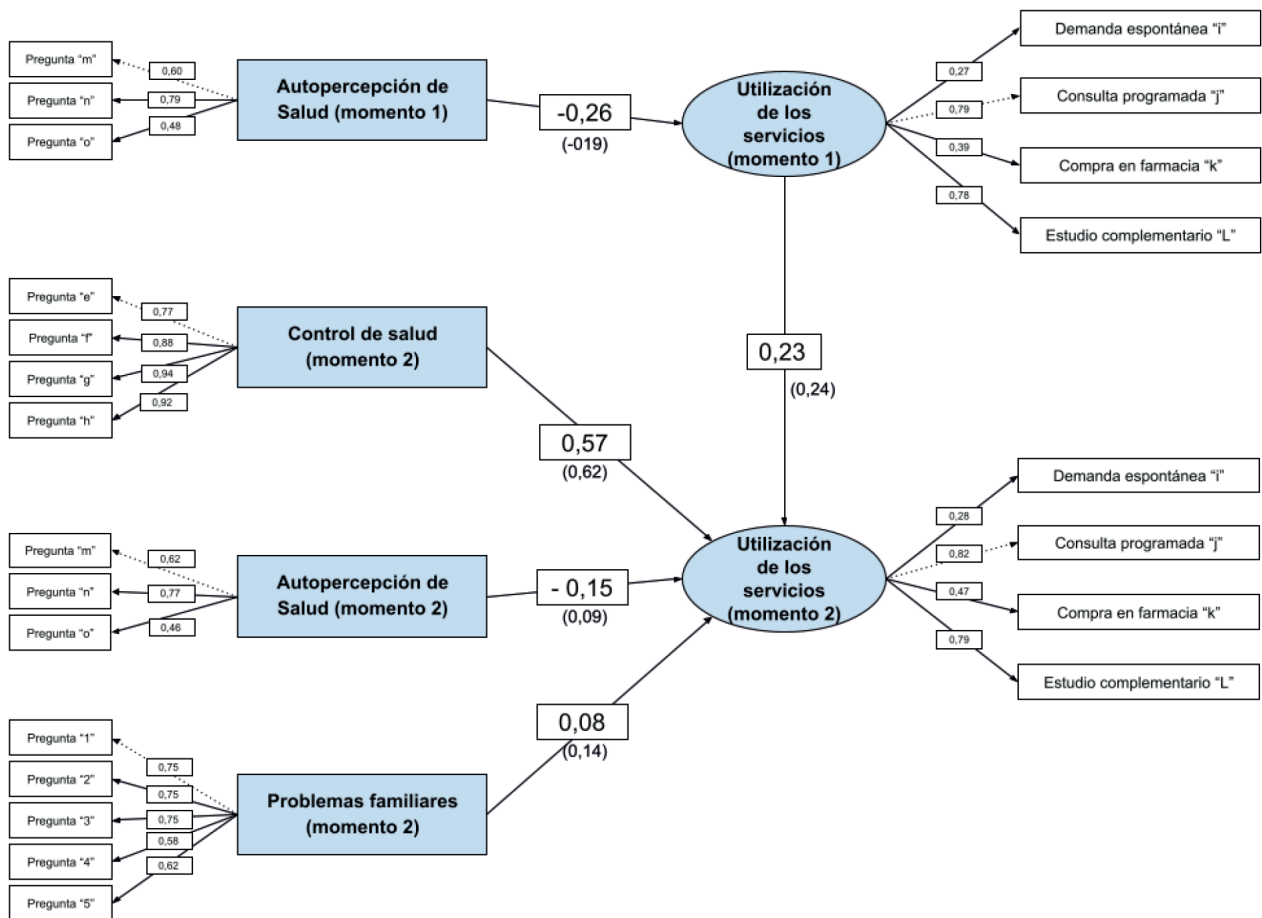 Pregunta “m”
Pregunta “n”
Pregunta “o”
0,60
0,79
0,48
Autopercepción de
Salud (momento 1)
-0,26
(-019)
Utilización
de los
servicios
(momento 1)
0,27
0,79
0,39
0,78
Demanda espontánea “i”
Consulta programada “j”
Compra en farmacia “k”
Estudio complementario “L”
Pregunta “e”
Pregunta “f”
Pregunta “g”
Pregunta “h”
0,77
0,88
0,94
0,92
Control de salud
(momento 2)
0,57
(0,62)
0,23
(0,24)
Pregunta “m”
Pregunta “n”
Pregunta “o”
0,62
0,77
0,46
Autopercepción de
Salud (momento 2)
- 0,15
(0,09)
Utilización
de los
servicios
(momento 2)
0,28
0,82
0,47
0,79
Demanda espontánea “i”
Consulta programada “j”
Compra en farmacia “k”
Estudio complementario “L”
Pregunta “1”
Pregunta “2”
Pregunta “3”
Pregunta “4”
Pregunta “5”
0,75
0,75
0,75
0,58
0,62
Problemas familiares
(momento 2)
0,08
(0,14)